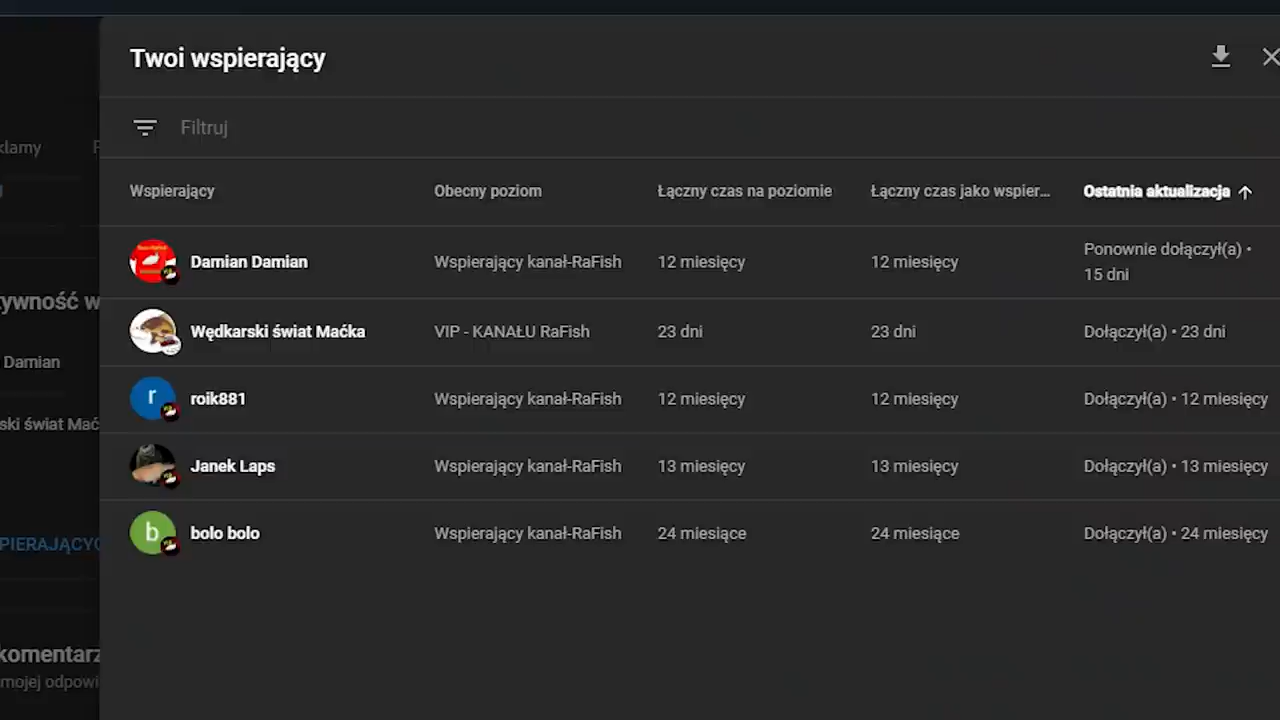 Twoi wspierający
Filtruj
klamy
Wspierający Obecny poziom Łączny czas na poziomie Łączny czas jako wspier... Ostatnia aktualizacja
Damian Damian Wspierający kanał-RaFish 12 miesięcy 12 miesięcy Ponownie dołączył(a) •
15 dni
tywność w
Wędkarski świat Maćka VIP - KANAŁU RaFish 23 dni 23 dni Dołączył(a) • 23 dni
Damian
roik881 Wspierający kanał-RaFish 12 miesięcy 12 miesięcy Dołączył(a) • 12 miesięcy
ski świat Mać
Janek Laps Wspierający kanał-RaFish 13 miesięcy 13 miesięcy Dołączył(a) • 13 miesięcy
bolo bolo Wspierający kanał-RaFish 24 miesiące 24 miesiące Dołączył(a) • 24 miesięcy
PIERAJĄCYC
komentarz
mojej odpowi